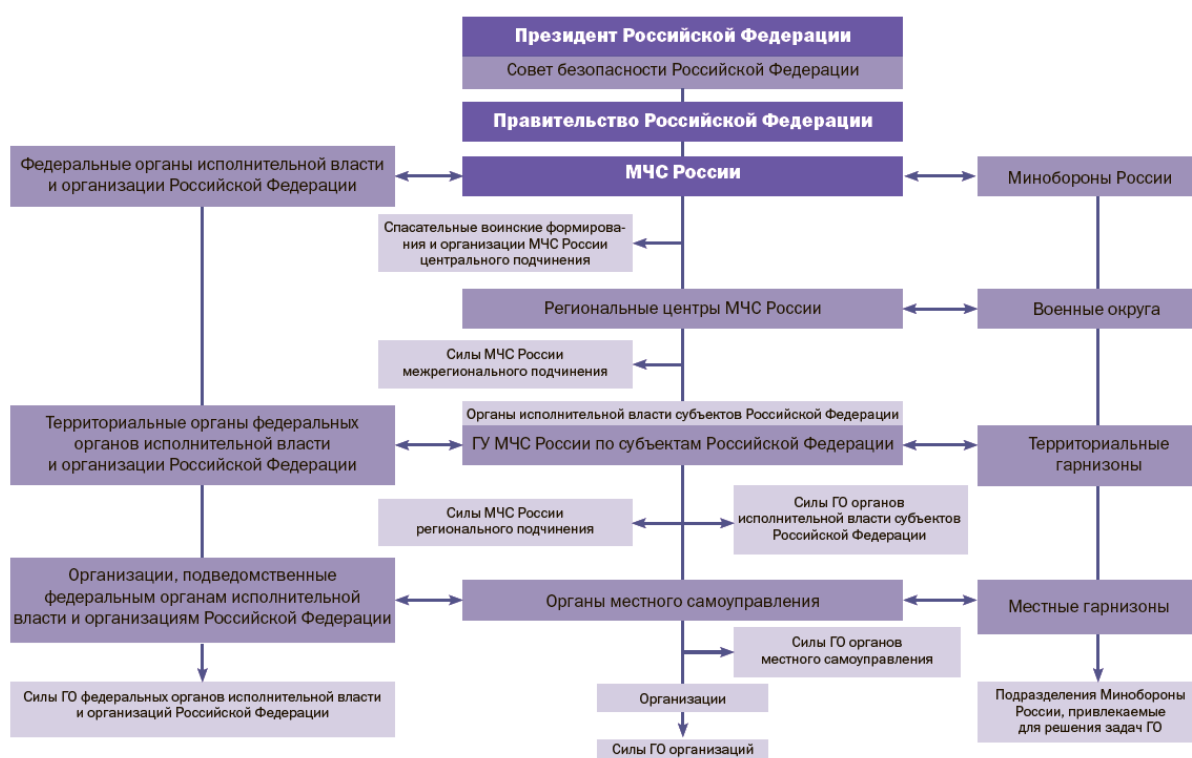 Президент Российской Федерации
Совет безопасности Российской Федерации
Правительство Российской Федерации
Федеральные органы исполнительной власти
и организации Российской Федерации
МЧС России
Минобороны России
Спасательные воинские формирова-
ния и организации МЧС России
центрального подчинения
Региональные центры МЧС России
Военные округа
Силы МЧС России
межрегионального подчинения
Территориальные органы федеральных
органов исполнительной власти
и организации Российской Федерации
Органы исполнительной власти субъектов Российской Федерации
ГУ МЧС России по субъектам Российской Федерации
Территориальные
гарнизоны
Силы МЧС России
регионального подчинения
Силы ГО органов
исполнительной власти субъектов
Российской Федерации
Организации, подведомственные
федеральным органам исполнительной
власти и организациям Российской Федерации
Органы местного самоуправления
Местные гарнизоны
Силы ГО органов
местного самоуправления
Силы ГО федеральных органов исполнительной власти
и организаций Российской Федерации
Организации
Силы ГО организаций
Подразделения Минобороны
России, привлекаемые
для решения задач ГО